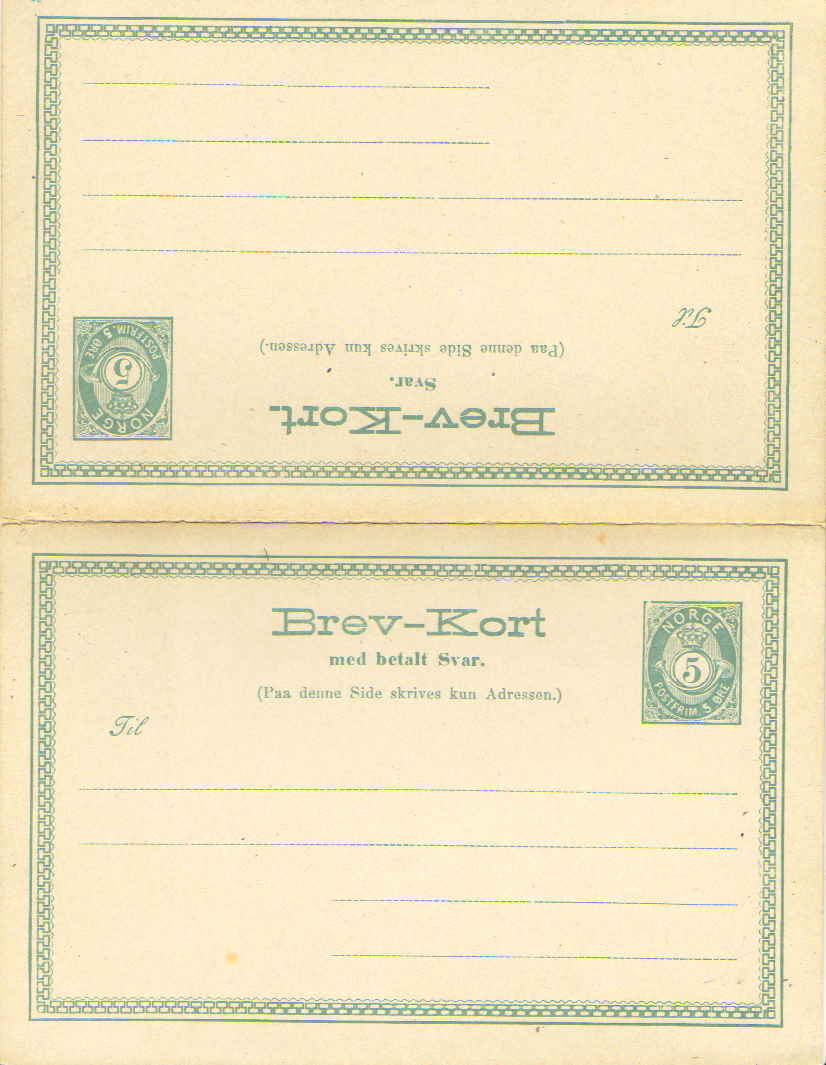 Til
(Paa denne Side skrives kun Adressen.)
Svar.
Brev-Kort.
NORGE
5
POSTFRIM. 5 ØRE
Brev-Kort
med betalt Svar.
(Paa denne Side skrives kun Adressen.)
Til
NORGE
5
POSTFRIM. 5 ØRE